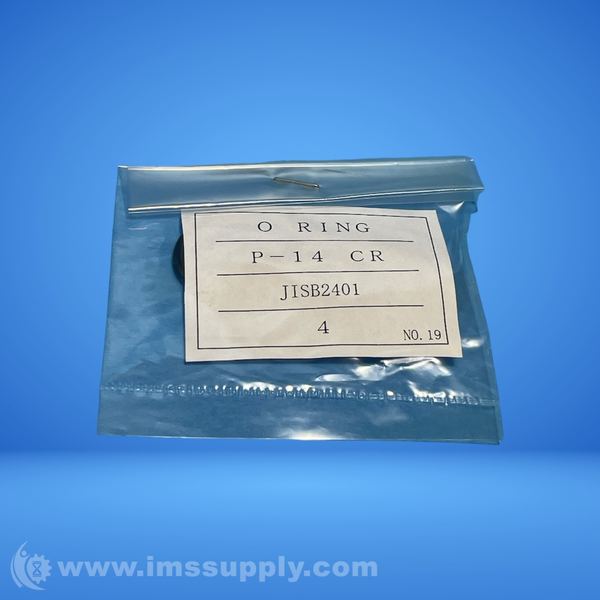 O RING
P-14 CR
JISB2401
4
NO. 19
www.imssupply.com